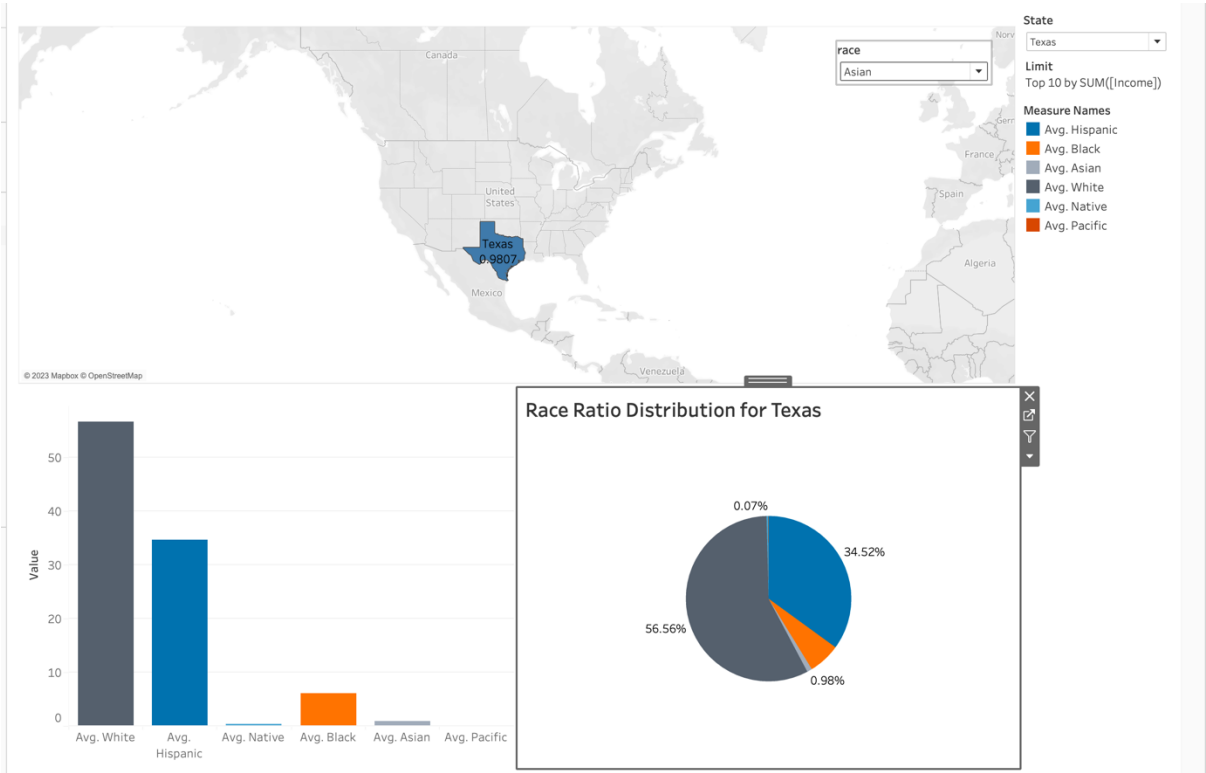 State
Texas
Limit
Top 10 by SUM([Income])
Measure Names
Avg. Hispanic
Avg. Black
Avg. Asian
Avg. White
Avg. Native
Avg. Pacific
race
Asian
Canada
Norv
Germ
France
United
States
Spain
Texas
0.9807
Algeria
Mexico
Venezuela
© 2023 Mapbox © OpenStreetMap
Value
50
40
30
20
10
0
Avg. White
Avg.
Hispanic
Avg. Native
Avg. Black
Avg. Asian
Avg. Pacific
Race Ratio Distribution for Texas
0.07%
34.52%
56.56%
0.98%